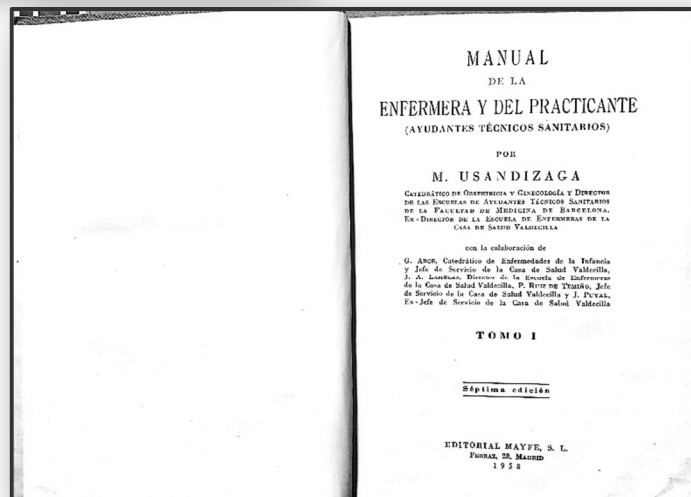 MANUAL
DE LA
ENFERMERA Y DEL PRACTICANTE
(AYUDANTES TÉCNICOS SANITARIOS)
POR
M. USANDIZAGA
CATEDRÁTICO DE OBSTETRICIA Y GINECOLOGÍA Y DIRECTOR
DE LAS ESCUELAS DE AYUDANTES TÉCNICOS SANITARIOS
DE LA FACULTAD DE MEDICINA DE BARCELONA.
EX-DIRECTOR DE LA ESCUELA DE ENFERMERAS DE LA
CASA DE SALUD VALDECILLA
con la colaboración de
G. ARCE, Catedrático de Enfermedades de la Infancia
y Jefe de Servicio de la Casa de Salud Valdecilla,
J. A. LAMELAS, Director de la Escuela de Enfermeras
de la Casa de Salud Valdecilla, P. RUIZ DE TEMIÑO, Jefe
de Servicio de la Casa de Salud Valdecilla y J. PUYAL,
Ex-Jefe de Servicio de la Casa de Salud Valdecilla
TOMO I
Séptima edición
EDITORIAL MAYFE, S. L.
FERRAZ, 28. MADRID
1958